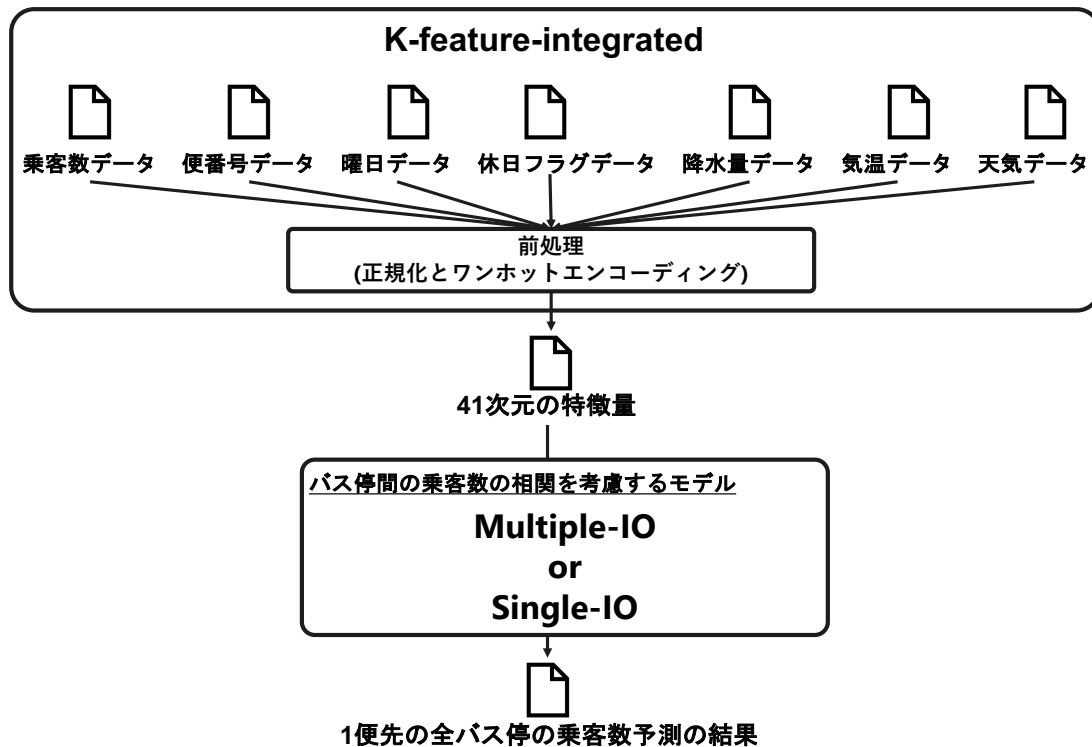 K-feature-integrated
乗客数データ
便番号データ
曜日データ
休日フラグデータ
降水量データ
気温データ
天気データ
前処理
(正規化とワンホットエンコーディング)
41次元の特徴量
バス停間の乗客数の相関を考慮するモデル
Multiple-IO
or
Single-IO
1便先の全バス停の乗客数予測の結果